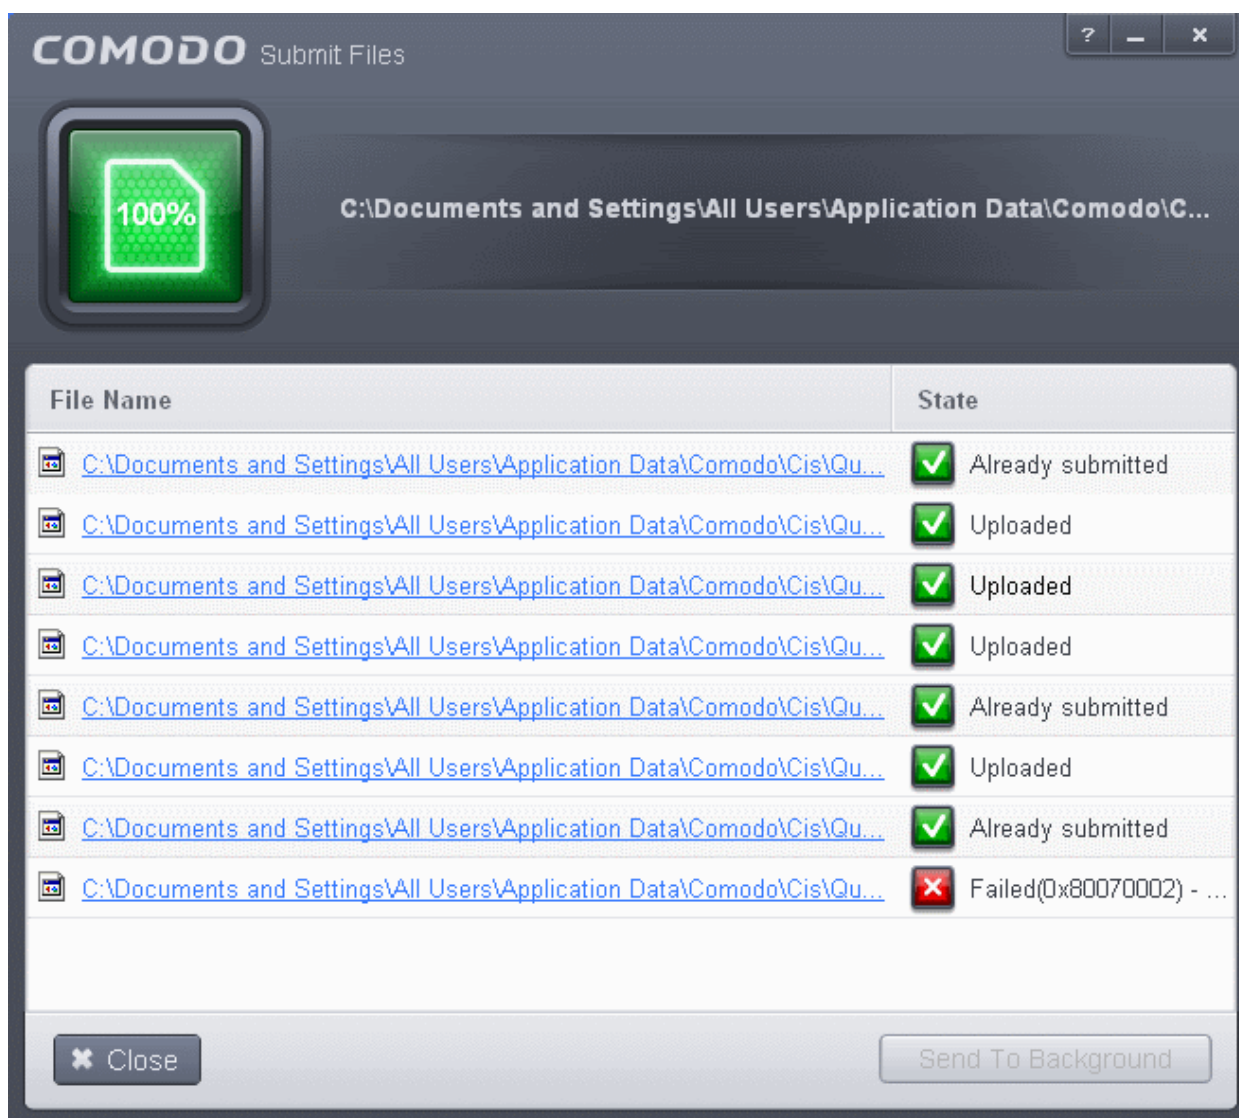 COMODO Submit Files
? – ×
100%
C:\Documents and Settings\All Users\Application Data\Comodo\C...
File Name State
C:\Documents and Settings\All Users\Application Data\Comodo\Cis\Qu... Already submitted
C:\Documents and Settings\All Users\Application Data\Comodo\Cis\Qu... Uploaded
C:\Documents and Settings\All Users\Application Data\Comodo\Cis\Qu... Uploaded
C:\Documents and Settings\All Users\Application Data\Comodo\Cis\Qu... Uploaded
C:\Documents and Settings\All Users\Application Data\Comodo\Cis\Qu... Already submitted
C:\Documents and Settings\All Users\Application Data\Comodo\Cis\Qu... Uploaded
C:\Documents and Settings\All Users\Application Data\Comodo\Cis\Qu... Already submitted
C:\Documents and Settings\All Users\Application Data\Comodo\Cis\Qu... Failed(0x80070002) - ...
Close Send To Background